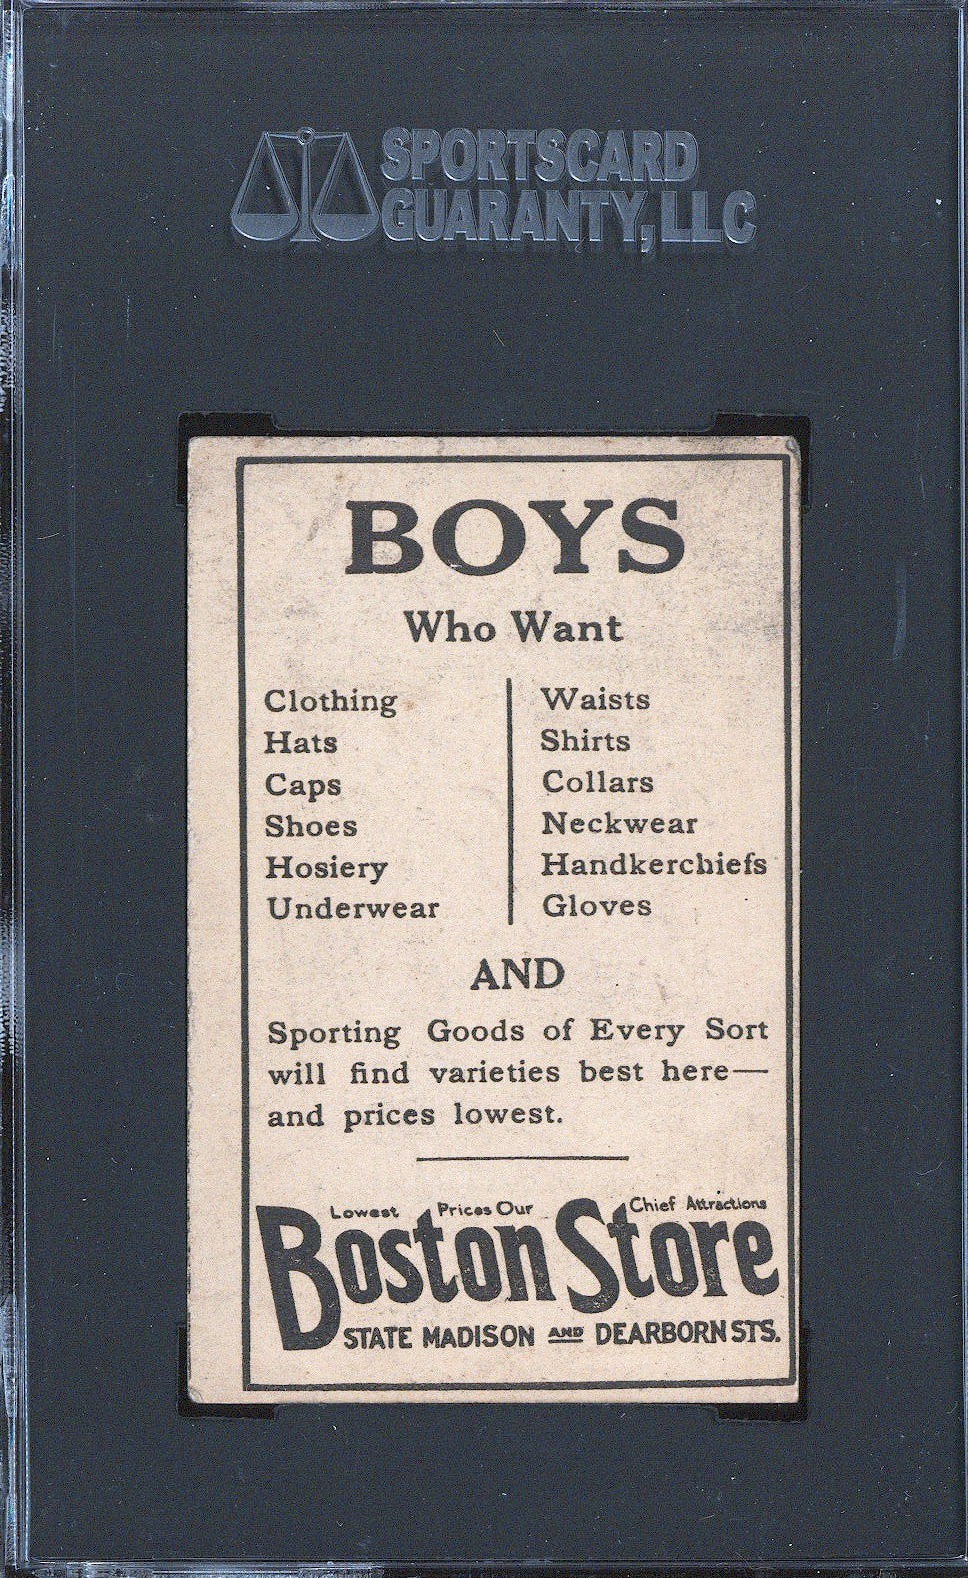 SPORTSCARD
GUARANTY, LLC
BOYS
Who Want
Clothing
Hats
Caps
Shoes
Hosiery
Underwear
Waists
Shirts
Collars
Neckwear
Handkerchiefs
Gloves
AND
Sporting Goods of Every Sort
will find varieties best here—
and prices lowest.
Lowest Prices Our Chief Attractions
Boston Store
STATE MADISON AND DEARBORN STS.